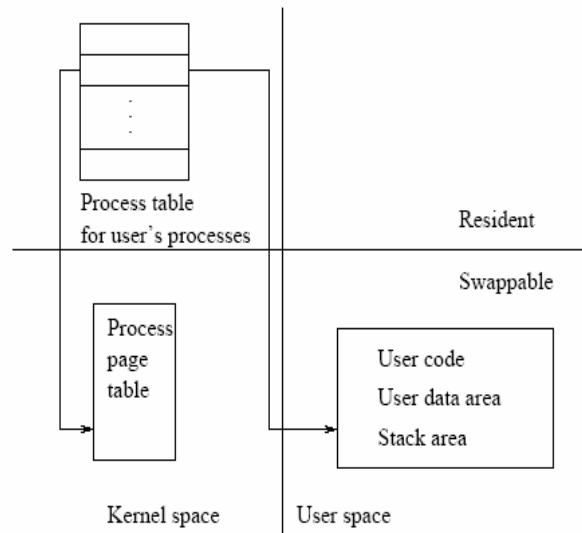 Process table
for user's processes
Resident
Swappable
Process
page
table
User code
User data area
Stack area
Kernel space
User space